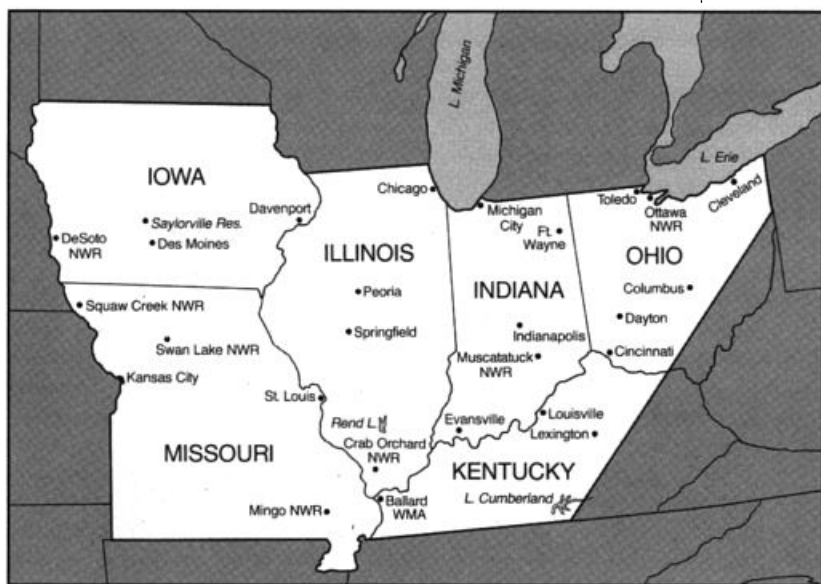 L. Michigan
L. Erie
IOWA
Chicago
Toledo
Cleveland
Davenport
Michigan
City
Ottawa
NWR
Saylorville Res.
DeSoto
NWR
Des Moines
Ft.
Wayne
ILLINOIS
OHIO
Peoria
INDIANA
Columbus
Squaw Creek NWR
Springfield
Indianapolis
Dayton
Swan Lake NWR
Muscatatuck
NWR
Cincinnati
Kansas City
St. Louis
Rend L.
Evansville
Louisville
Lexington
Crab Orchard
NWR
MISSOURI
KENTUCKY
Mingo NWR
Ballard
WMA
L. Cumberland